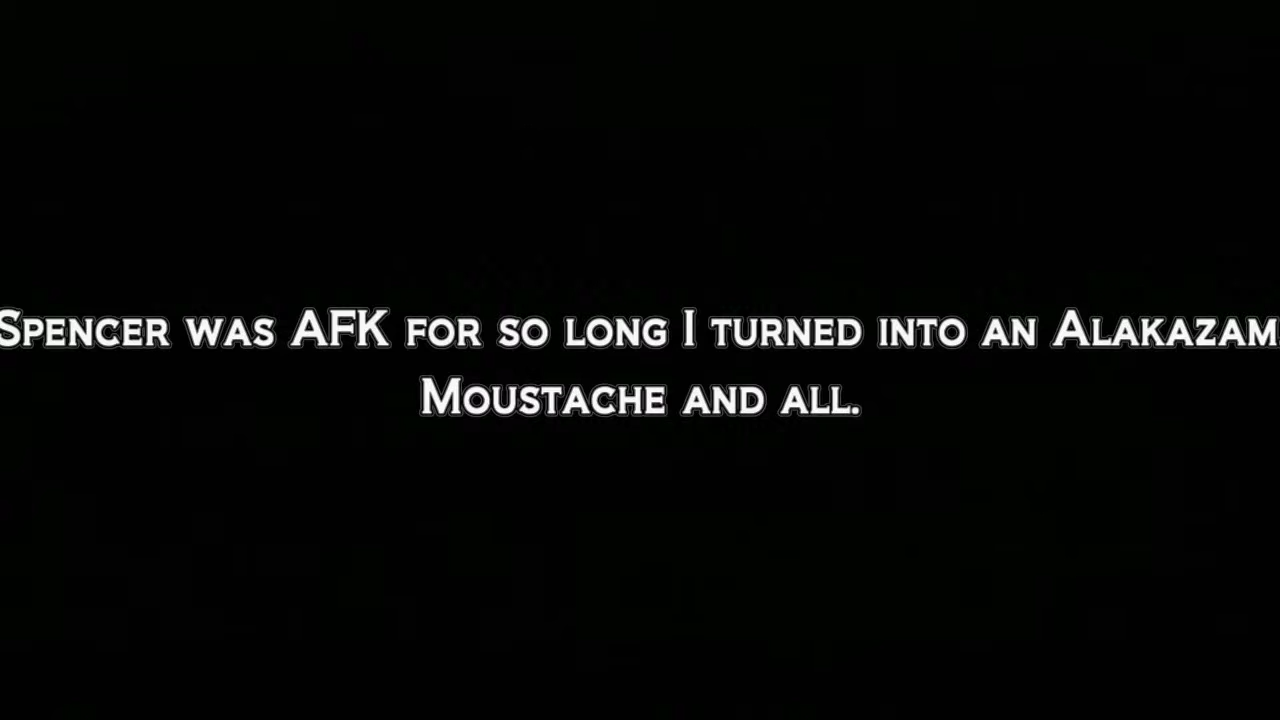 Spencer was AFK for so long I turned into an Alakazam.
Moustache and all.